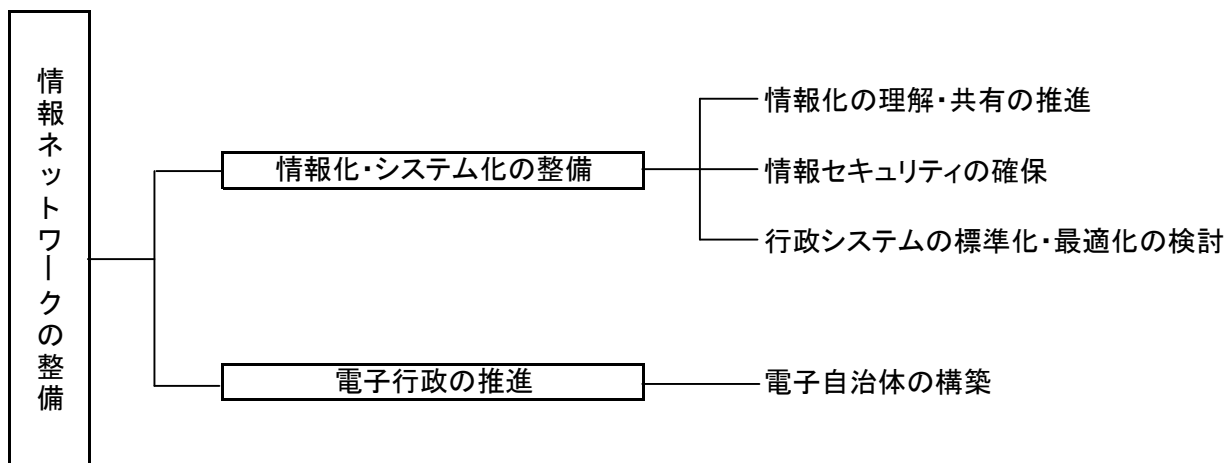 情報ネットワークの整備
情報化・システム化の整備
情報化の理解・共有の推進
情報セキュリティの確保
行政システムの標準化・最適化の検討
電子行政の推進
電子自治体の構築